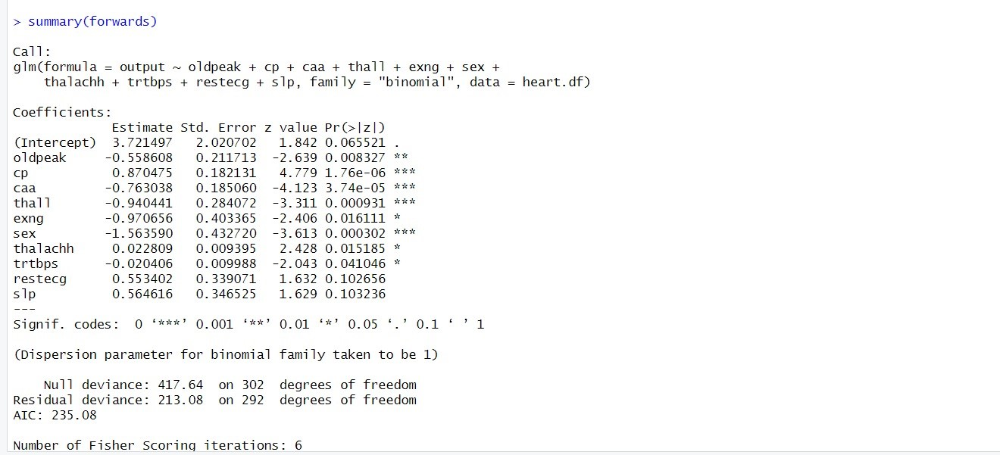 > summary(forwards)
Call:
glm(formula = output ~ oldpeak + cp + caa + thall + exng + sex +
    thalachh + trtbps + restecg + slp, family = "binomial", data = heart.df)
Coefficients:
             Estimate Std. Error z value Pr(>|z|)
(Intercept)  3.721497   2.020702   1.842 0.065521 .
oldpeak     -0.558608   0.211713  -2.639 0.008327 **
cp           0.870475   0.182131   4.779 1.76e-06 ***
caa         -0.763038   0.185060  -4.123 3.74e-05 ***
thall       -0.940441   0.284072  -3.311 0.000931 ***
exng        -0.970656   0.403365  -2.406 0.016111 *
sex         -1.563590   0.432720  -3.613 0.000302 ***
thalachh     0.022809   0.009395   2.428 0.015185 *
trtbps      -0.020406   0.009988  -2.043 0.041046 *
restecg      0.553402   0.339071   1.632 0.102656
slp          0.564616   0.346525   1.629 0.103236
---
Signif. codes:  0 ‘***’ 0.001 ‘**’ 0.01 ‘*’ 0.05 ‘.’ 0.1 ‘ ’ 1
(Dispersion parameter for binomial family taken to be 1)
    Null deviance: 417.64  on 302  degrees of freedom
Residual deviance: 213.08  on 292  degrees of freedom
AIC: 235.08
Number of Fisher Scoring iterations: 6